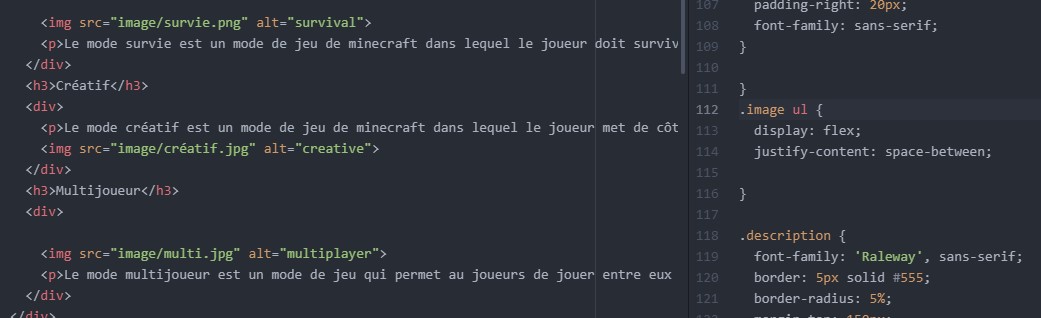 <img src="image/survie.png" alt="survival">
<p>Le mode survie est un mode de jeu de minecraft dans lequel le joueur doit surviv
</div>
<h3>Créatif</h3>
<div>
<p>Le mode créatif est un mode de jeu de minecraft dans lequel le joueur met de côt
<img src="image/créatif.jpg" alt="creative">
</div>
<h3>Multijoueur</h3>
<div>
<img src="image/multi.jpg" alt="multiplayer">
<p>Le mode multijoueur est un mode de jeu qui permet au joueurs de jouer entre eux
</div>
</div>
107 padding-right: 20px;
108 font-family: sans-serif;
109 }
110
111 }
112 .image ul {
113 display: flex;
114 justify-content: space-between;
115
116 }
117
118 .description {
119 font-family: 'Raleway', sans-serif;
120 border: 5px solid #555;
121 border-radius: 5%;
122 margin-top: 150px;